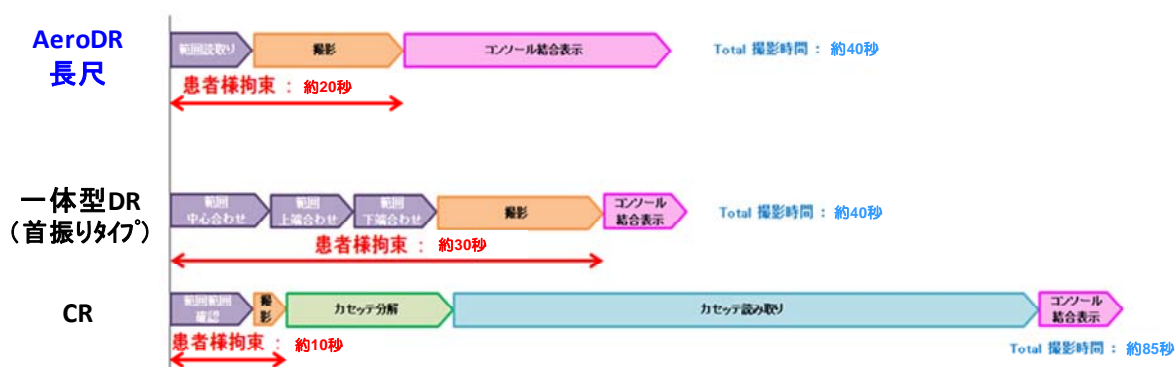 AeroDR
長尺
範囲読取り
撮影
コンソール結合表示
Total 撮影時間： 約40秒
患者様拘束 ： 約20秒
一体型DR
（首振りタイプ）
範囲
中心合わせ
範囲
上端合わせ
範囲
下端合わせ
撮影
コンソール
結合表示
Total 撮影時間： 約40秒
患者様拘束 ： 約30秒
CR
範囲範囲
確認
撮
影
カセッテ分解
カセッテ読み取り
コンソール
結合表示
患者様拘束 ： 約10秒
Total 撮影時間： 約85秒